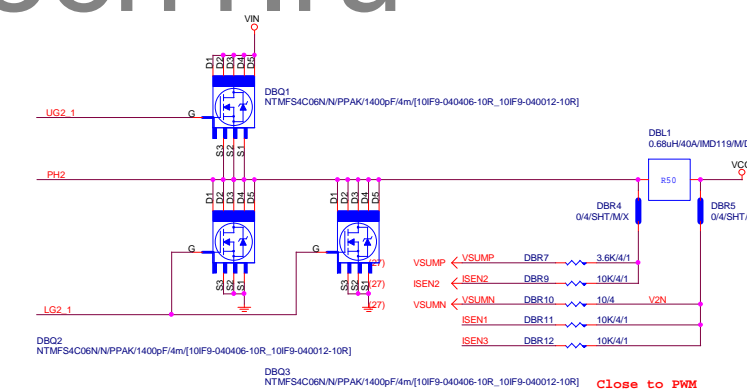 VIN
D1 D2 D3 D4 D5
DBQ1
NTMFS4C06N/N/PPAK/1400pF/4m/[10IF9-040406-10R_10IF9-040012-10R]
UG2_1
G
S3 S2 S1
DBL1
0.68uH/40A/IMD119/M/D
PH2
R50
VCC
D1 D2 D3 D4 D5
D1 D2 D3 D4 D5
DBR4
0/4/SHT/M/X
DBR5
0/4/SHT/
G
G
(27) VSUMP VSUMP DBR7 3.6K/4/1
(27) ISEN2 ISEN2 DBR9 10K/4/1
S3 S2 S1
S3 S2 S1
(27) VSUMN VSUMN DBR10 10/4 V2N
LG2_1
ISEN1 DBR11 10K/4/1
ISEN3 DBR12 10K/4/1
DBQ2
NTMFS4C06N/N/PPAK/1400pF/4m/[10IF9-040406-10R_10IF9-040012-10R]
DBQ3
NTMFS4C06N/N/PPAK/1400pF/4m/[10IF9-040406-10R_10IF9-040012-10R]
Close to PWM